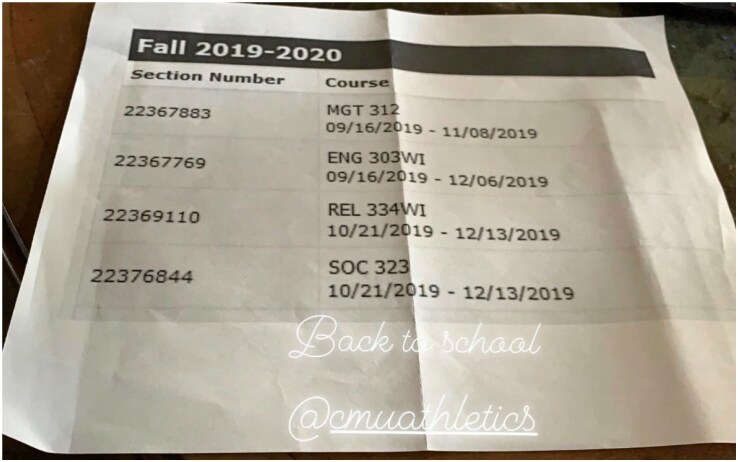 Fall 2019-2020
Section Number Course
22367883 MGT 312
09/16/2019 - 11/08/2019
22367769 ENG 303WI
09/16/2019 - 12/06/2019
22369110 REL 334WI
10/21/2019 - 12/13/2019
22376844 SOC 323
10/21/2019 - 12/13/2019
Back to school
@cmuathletics